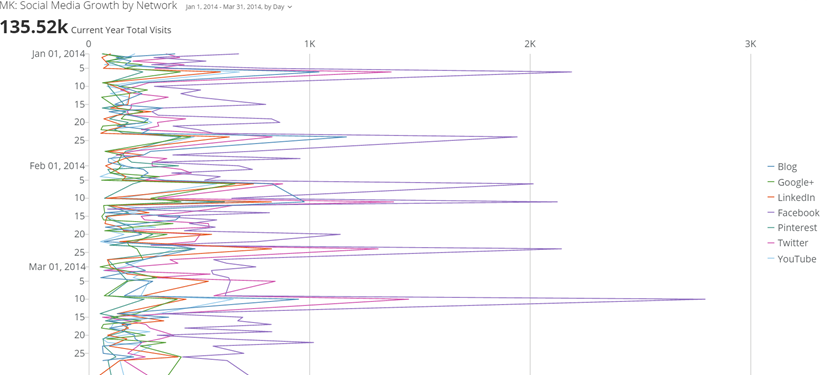 MK: Social Media Growth by Network Jan 1, 2014 - Mar 31, 2014, by Day
135.52k Current Year Total Visits
0 1K 2K 3K
Jan 01, 2014
5
10
15
20
25
Feb 01, 2014
5
10
15
20
25
Mar 01, 2014
5
10
15
20
25
Blog
Google+
LinkedIn
Facebook
Pinterest
Twitter
YouTube